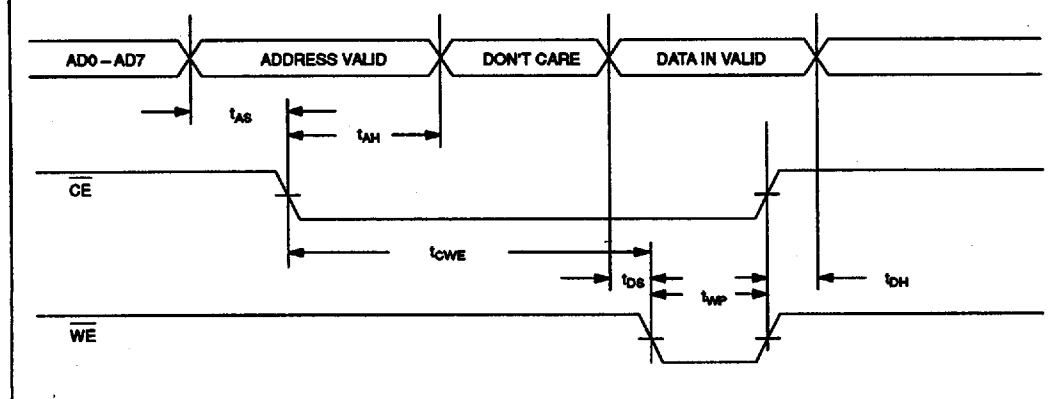 AD0 – AD7 ADDRESS VALID DON'T CARE DATA IN VALID
tAS
tAH
CE
tCWE
tDS tDH
tWP
WE